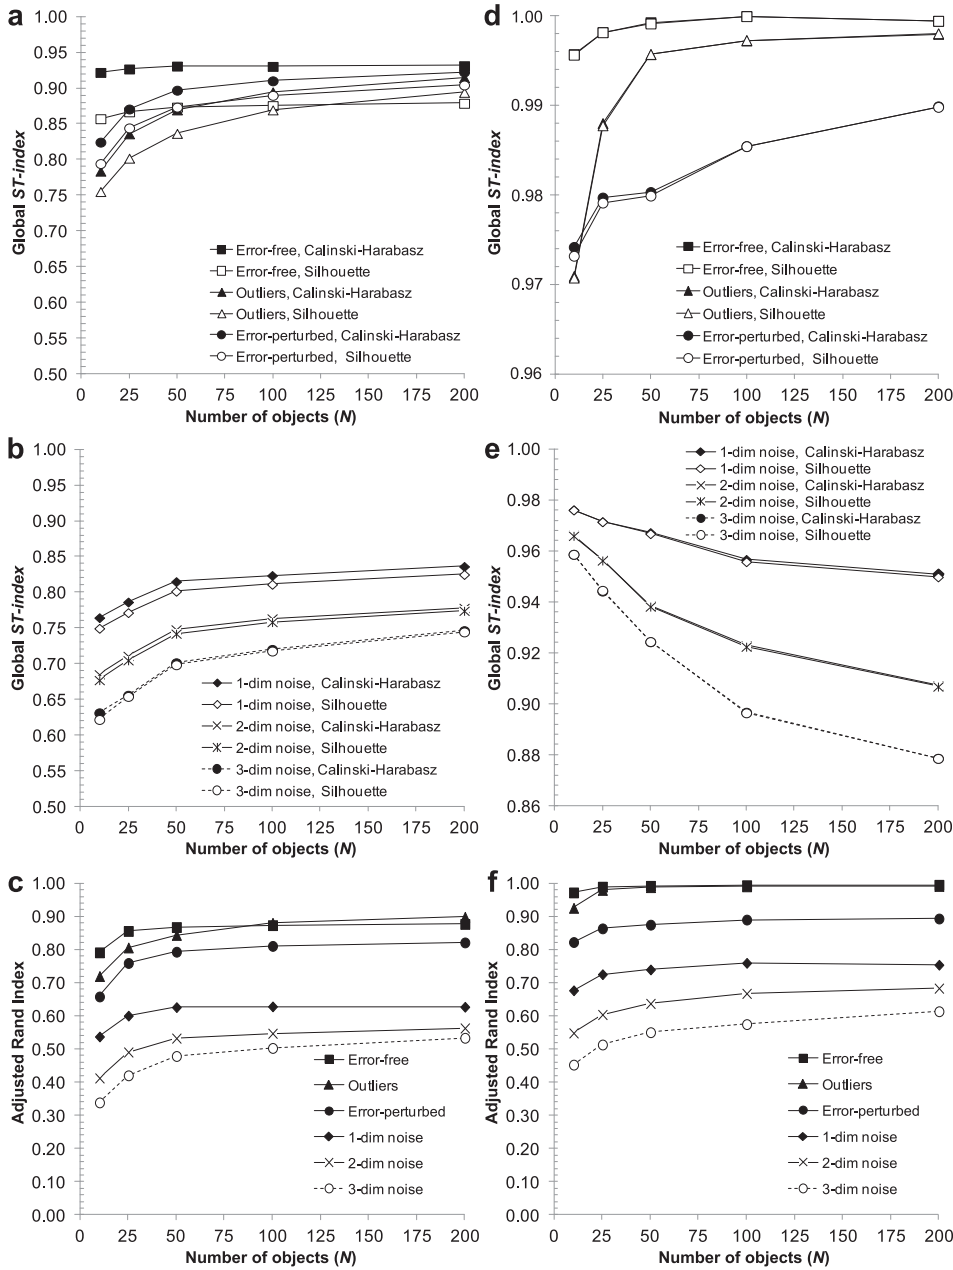 a
1.00
0.95
0.90
0.85
0.80
0.75
0.70
0.65
0.60
0.55
0.50
Global ST-index
0 25 50 75 100 125 150 175 200
Number of objects (N)
Error-free, Calinski-Harabasz
Error-free, Silhouette
Outliers, Calinski-Harabasz
Outliers, Silhouette
Error-perturbed, Calinski-Harabasz
Error-perturbed, Silhouette
d
1.00
0.99
0.98
0.97
0.96
Global ST-index
0 25 50 75 100 125 150 175 200
Number of objects (N)
Error-free, Calinski-Harabasz
Error-free, Silhouette
Outliers, Calinski-Harabasz
Outliers, Silhouette
Error-perturbed, Calinski-Harabasz
Error-perturbed, Silhouette
b
1.00
0.95
0.90
0.85
0.80
0.75
0.70
0.65
0.60
0.55
0.50
Global ST-index
0 25 50 75 100 125 150 175 200
Number of objects (N)
1-dim noise, Calinski-Harabasz
1-dim noise, Silhouette
2-dim noise, Calinski-Harabasz
2-dim noise, Silhouette
3-dim noise, Calinski-Harabasz
3-dim noise, Silhouette
e
1.00
0.98
0.96
0.94
0.92
0.90
0.88
0.86
Global ST-index
0 25 50 75 100 125 150 175 200
Number of objects (N)
1-dim noise, Calinski-Harabasz
1-dim noise, Silhouette
2-dim noise, Calinski-Harabasz
2-dim noise, Silhouette
3-dim noise, Calinski-Harabasz
3-dim noise, Silhouette
c
1.00
0.90
0.80
0.70
0.60
0.50
0.40
0.30
0.20
0.10
0.00
Adjusted Rand Index
0 25 50 75 100 125 150 175 200
Number of objects (N)
Error-free
Outliers
Error-perturbed
1-dim noise
2-dim noise
3-dim noise
f
1.00
0.90
0.80
0.70
0.60
0.50
0.40
0.30
0.20
0.10
0.00
Adjusted Rand Index
0 25 50 75 100 125 150 175 200
Number of objects (N)
Error-free
Outliers
Error-perturbed
1-dim noise
2-dim noise
3-dim noise